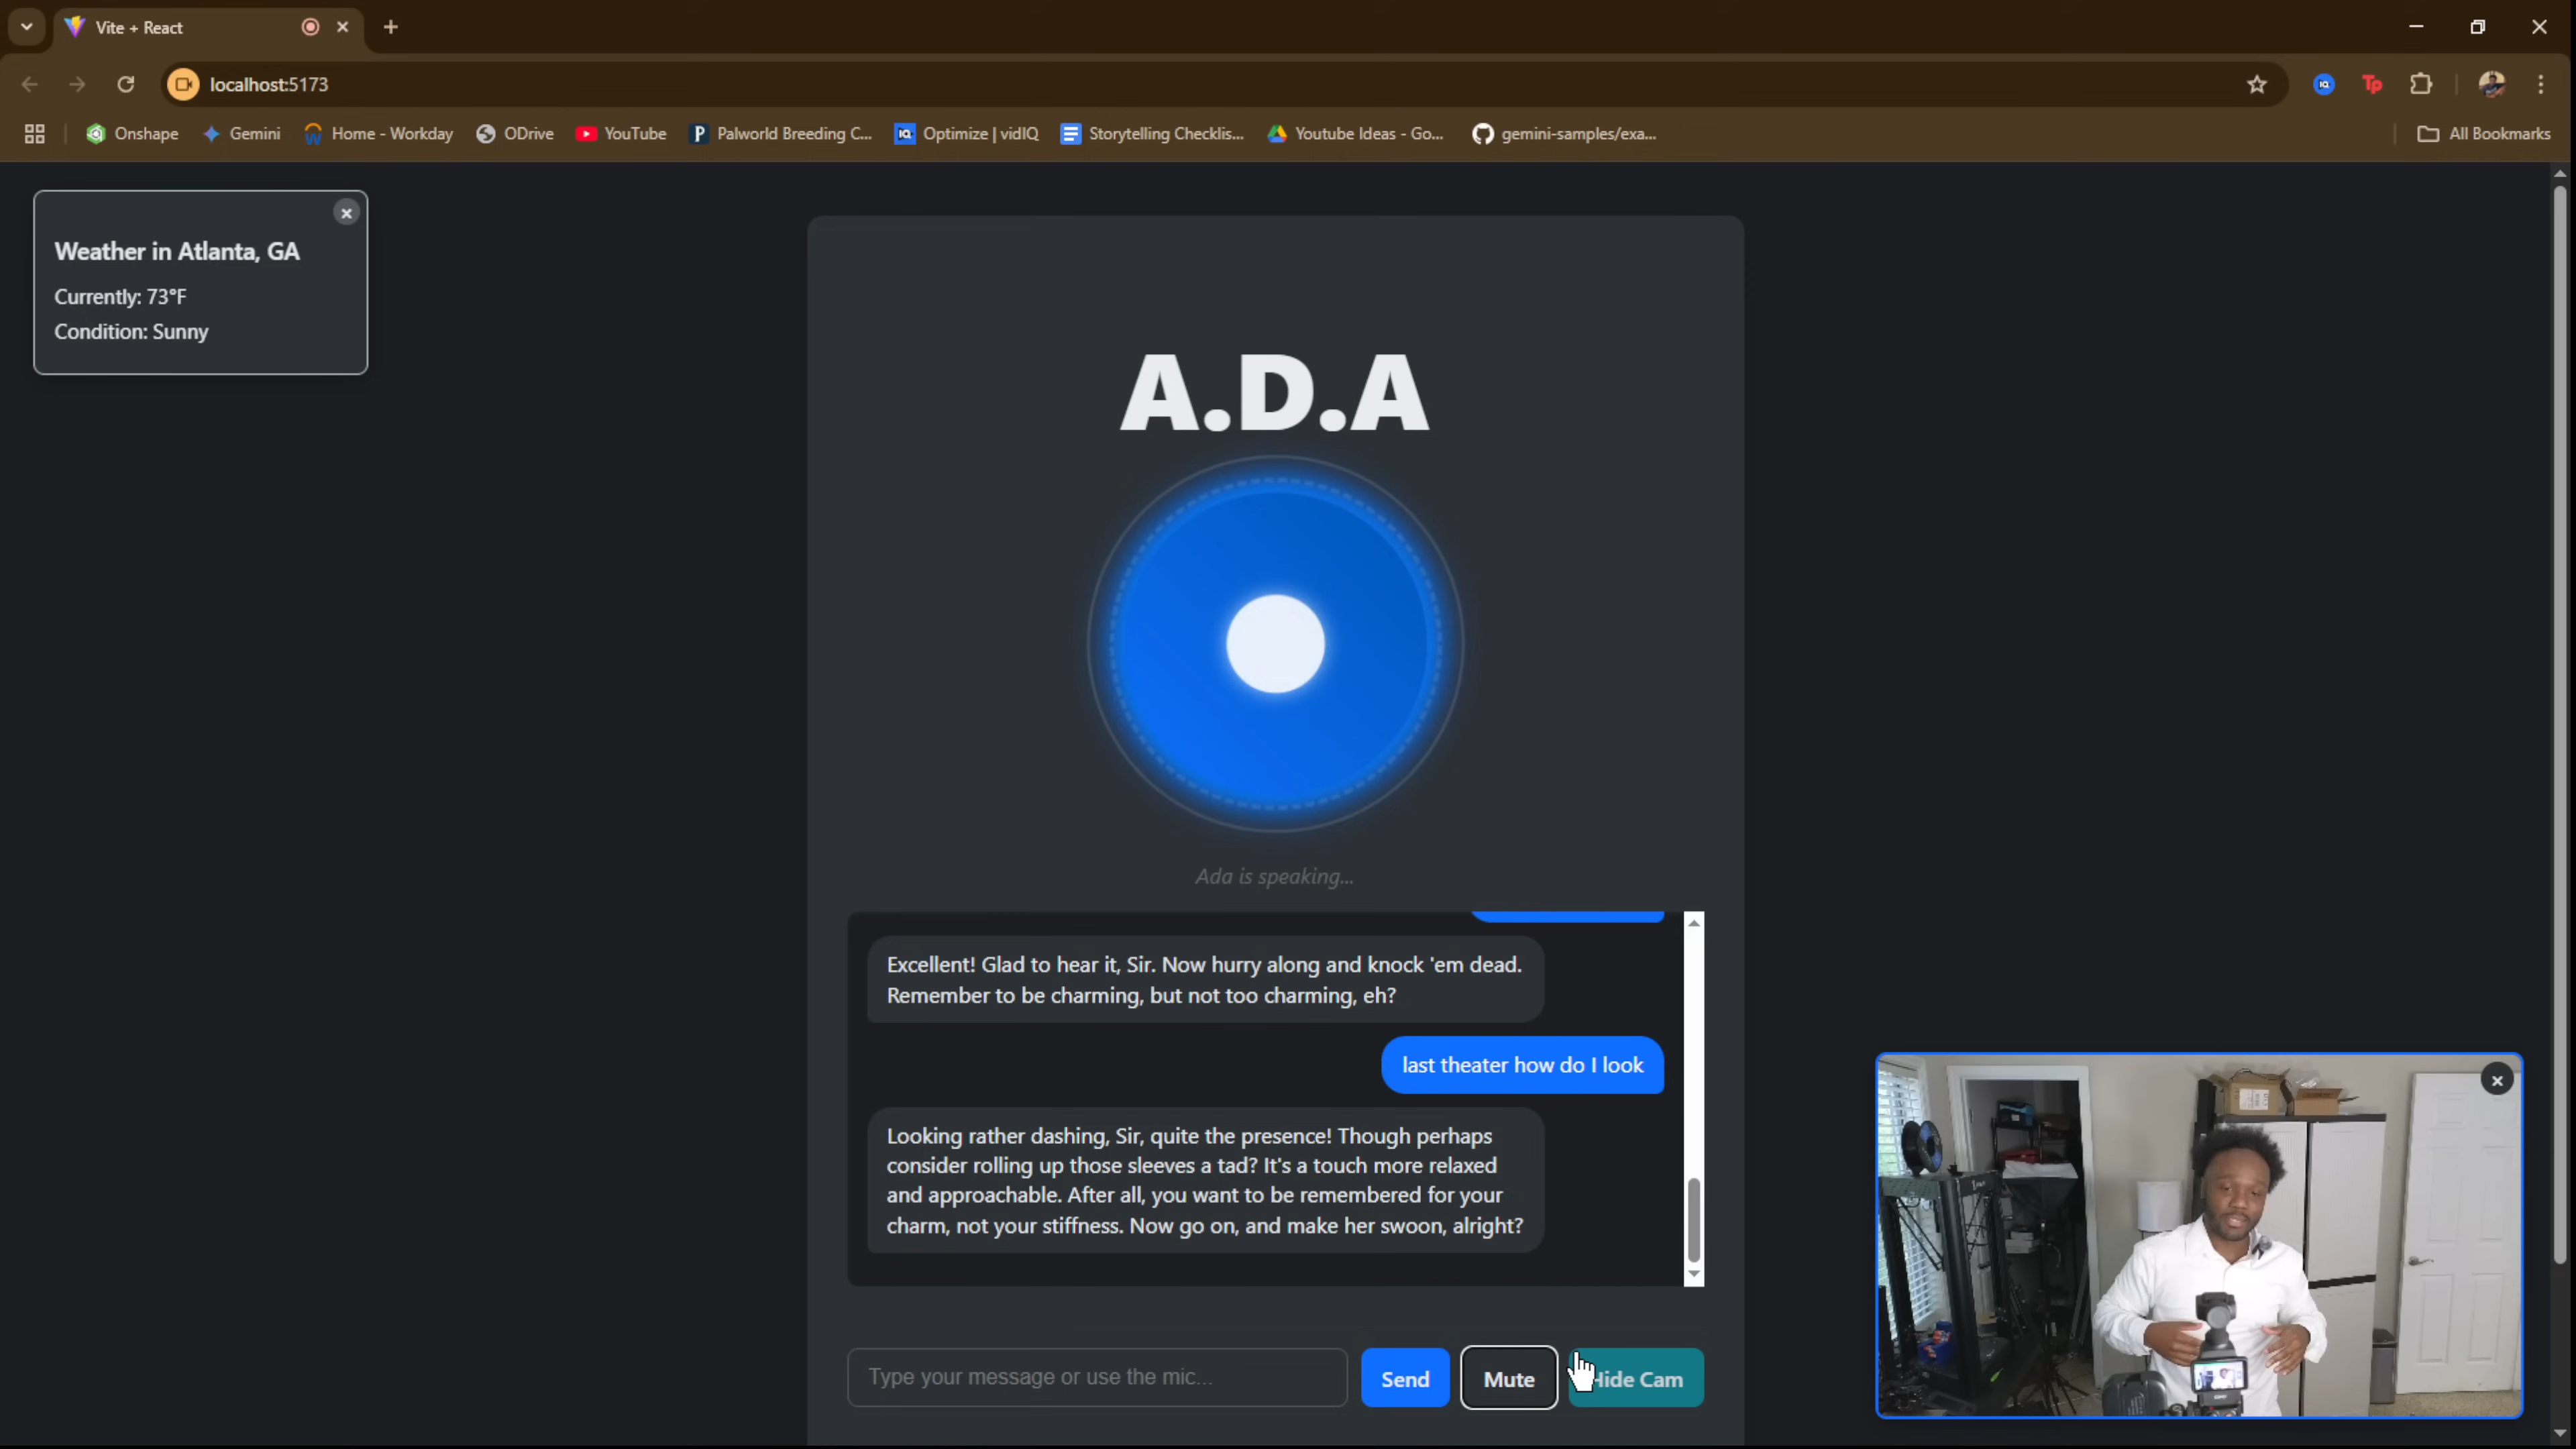 Vite + React
localhost:5173
Onshape
Gemini
Home - Workday
ODrive
YouTube
Palworld Breeding C...
Optimize | vidIQ
Storytelling Checklis...
Youtube Ideas - Go...
gemini-samples/exa...
All Bookmarks
Weather in Atlanta, GA
Currently: 73°F
Condition: Sunny
A.D.A
Ada is speaking...
Excellent! Glad to hear it, Sir. Now hurry along and knock 'em dead.
Remember to be charming, but not too charming, eh?
last theater how do I look
Looking rather dashing, Sir, quite the presence! Though perhaps
consider rolling up those sleeves a tad? It's a touch more relaxed
and approachable. After all, you want to be remembered for your
charm, not your stiffness. Now go on, and make her swoon, alright?
Type your message or use the mic...
Send
Mute
Hide Cam